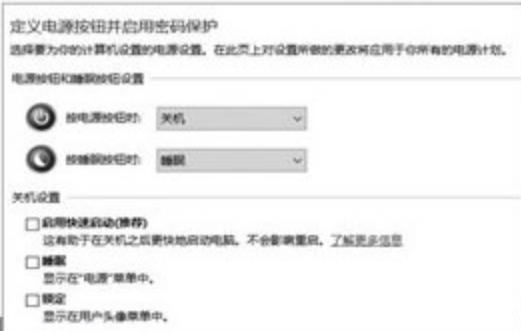 定义电源按钮并启用密码保护
选择要为你的计算机设置的电源设置。在此页上对设置所做的更改将应用于你所有的电源计划。
电源按钮和睡眠按钮设置
按电源按钮时: 关机
按睡眠按钮时: 睡眠
关机设置
启用快速启动(推荐)
这有助于在关机之后更快地启动电脑。不会影响重启。了解更多信息
睡眠
显示在“电源”菜单中。
锁定
显示在用户头像菜单中。